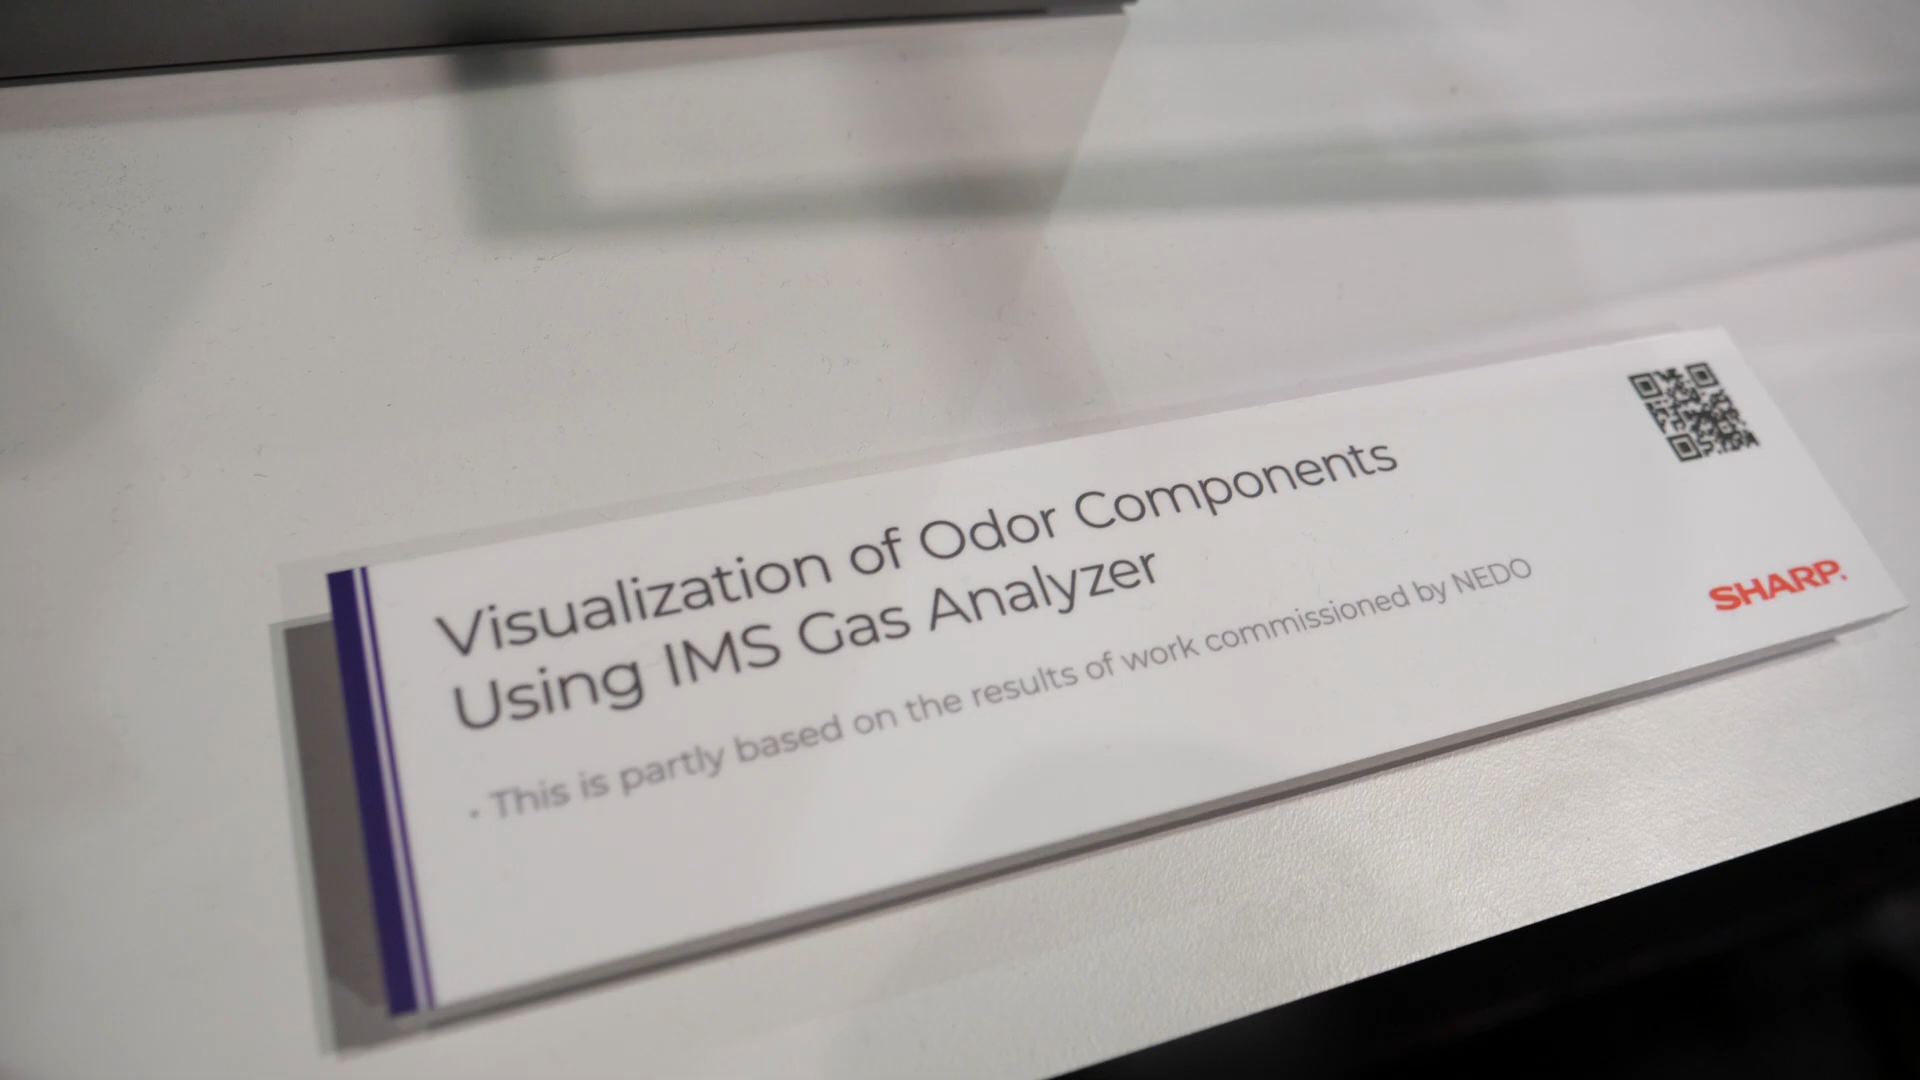 Visualization of Odor Components
Using IMS Gas Analyzer
· This is partly based on the results of work commissioned by NEDO
SHARP